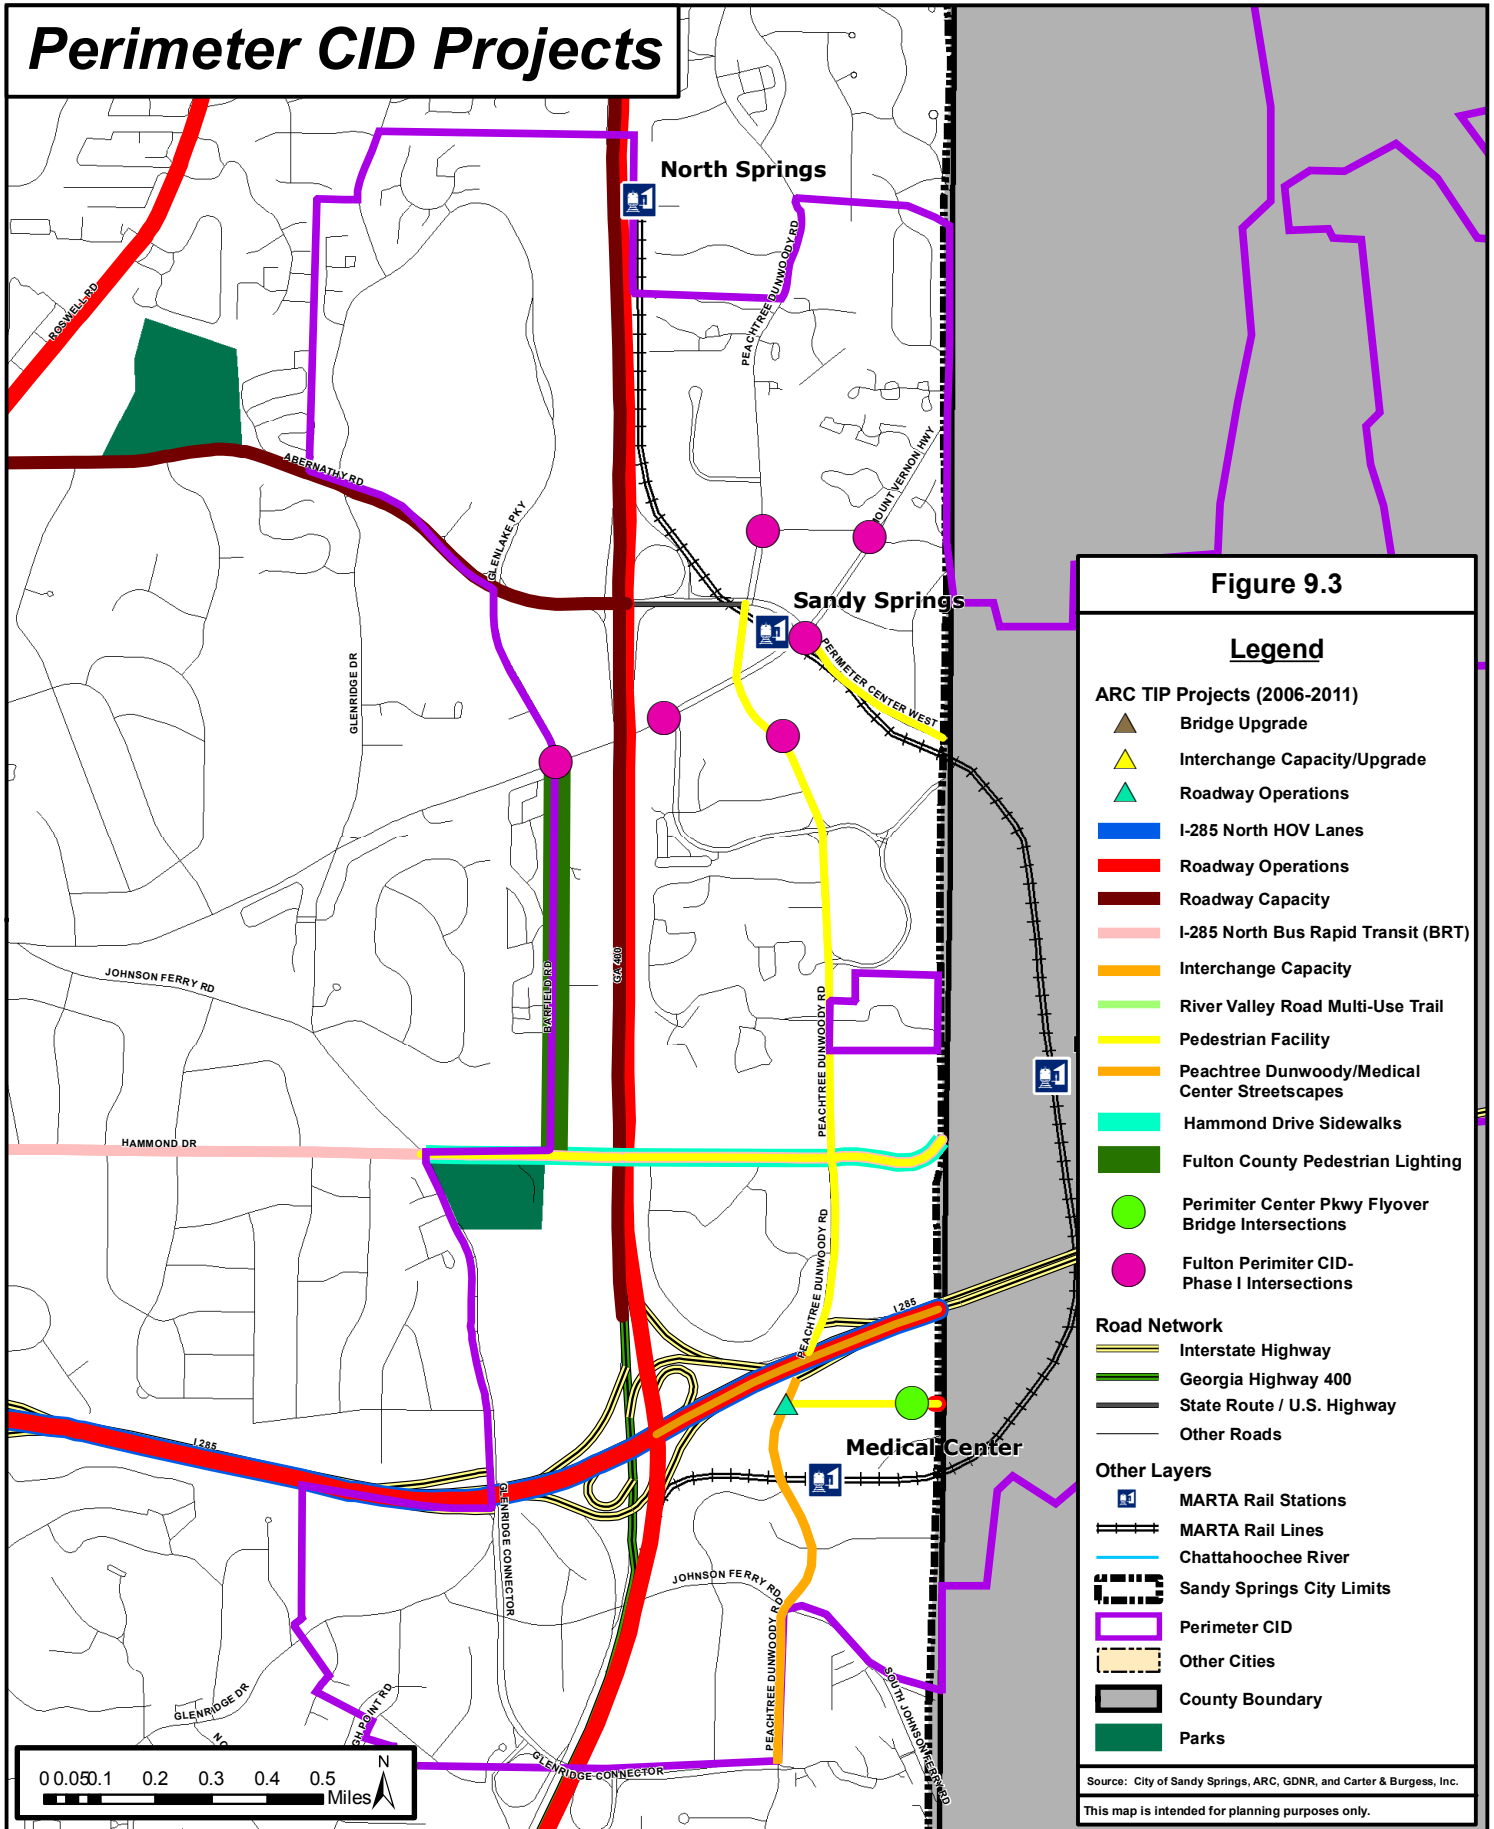 Perimeter CID Projects
North Springs
ROSWELL RD
PEACHTREE DUNWOODY RD
ABERNATHY RD
MOUNT VERNON HWY
GLENLAKE PKY
Sandy Springs
PERIMETER CENTER WEST
GLENRIDGE DR
JOHNSON FERRY RD
BARFIELD RD
GA 400
PEACHTREE DUNWOODY RD
HAMMOND DR
PEACHTREE DUNWOODY RD
I 285
I 285
Medical Center
GLENRIDGE CONNECTOR
JOHNSON FERRY RD
PEACHTREE DUNWOODY RD
SOUTH JOHNSON FERRY RD
GLENRIDGE DR
GH POINT RD
GLENRIDGE CONNECTOR
N
0 0.05 0.1 0.2 0.3 0.4 0.5
Miles
Figure 9.3
Legend
ARC TIP Projects (2006-2011)
Bridge Upgrade
Interchange Capacity/Upgrade
Roadway Operations
I-285 North HOV Lanes
Roadway Operations
Roadway Capacity
I-285 North Bus Rapid Transit (BRT)
Interchange Capacity
River Valley Road Multi-Use Trail
Pedestrian Facility
Peachtree Dunwoody/Medical
Center Streetscapes
Hammond Drive Sidewalks
Fulton County Pedestrian Lighting
Perimiter Center Pkwy Flyover
Bridge Intersections
Fulton Perimiter CID-
Phase I Intersections
Road Network
Interstate Highway
Georgia Highway 400
State Route / U.S. Highway
Other Roads
Other Layers
MARTA Rail Stations
MARTA Rail Lines
Chattahoochee River
Sandy Springs City Limits
Perimeter CID
Other Cities
County Boundary
Parks
Source: City of Sandy Springs, ARC, GDNR, and Carter & Burgess, Inc.
This map is intended for planning purposes only.